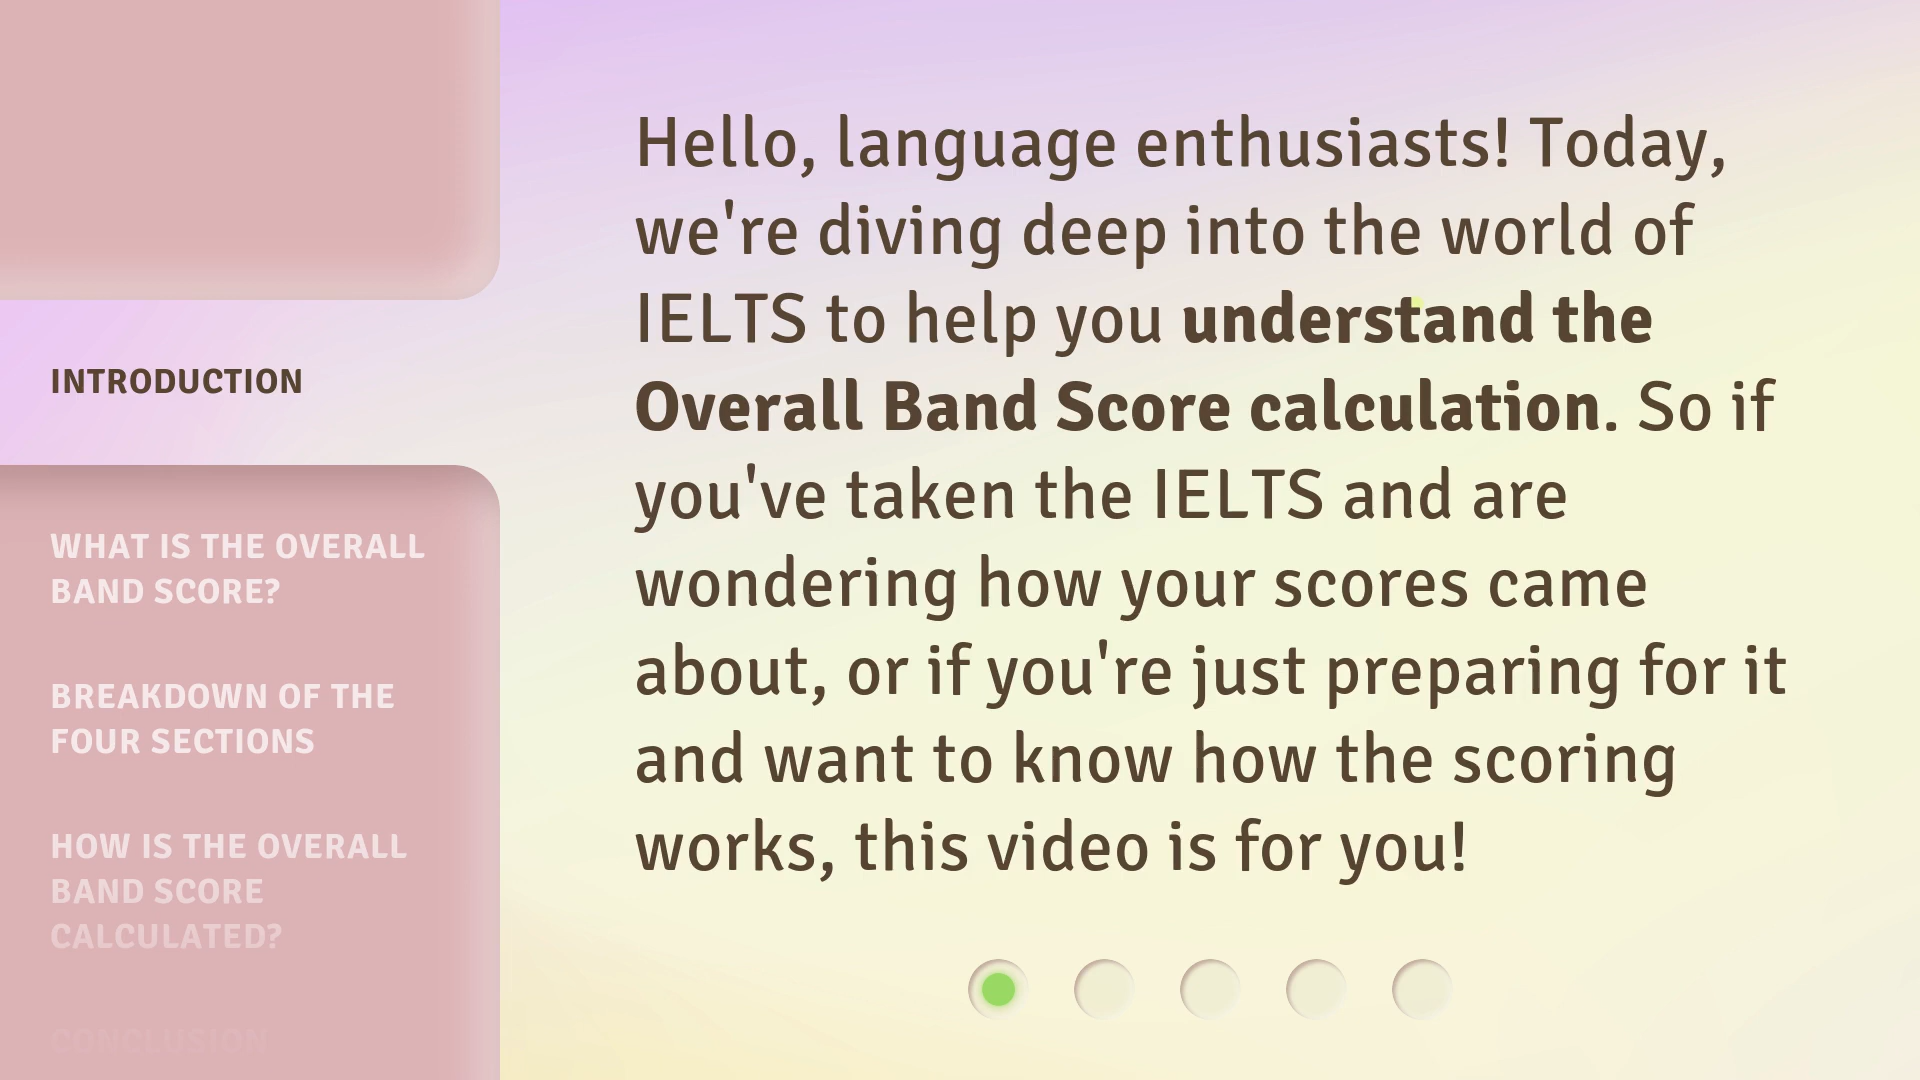 INTRODUCTION
WHAT IS THE OVERALL
BAND SCORE?
BREAKDOWN OF THE
FOUR SECTIONS
HOW IS THE OVERALL
BAND SCORE
CALCULATED?
CONCLUSION
Hello, language enthusiasts! Today,
we're diving deep into the world of
IELTS to help you understand the
Overall Band Score calculation. So if
you've taken the IELTS and are
wondering how your scores came
about, or if you're just preparing for it
and want to know how the scoring
works, this video is for you!